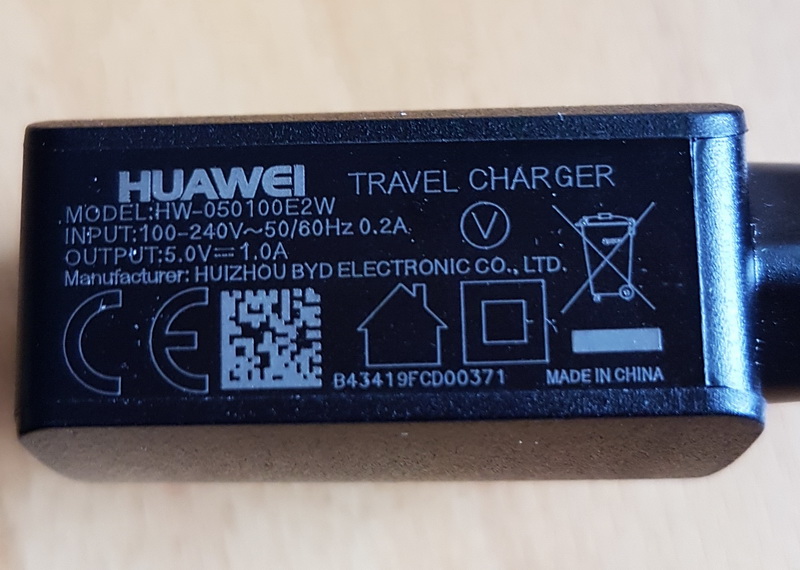 HUAWEI TRAVEL CHARGER
MODEL:HW-050100E2W
INPUT:100-240V~50/60Hz 0.2A
V
OUTPUT:5.0V⎓1.0A
Manufacturer: HUIZHOU BYD ELECTRONIC CO., LTD.
CE
B43419FCD00371 MADE IN CHINA